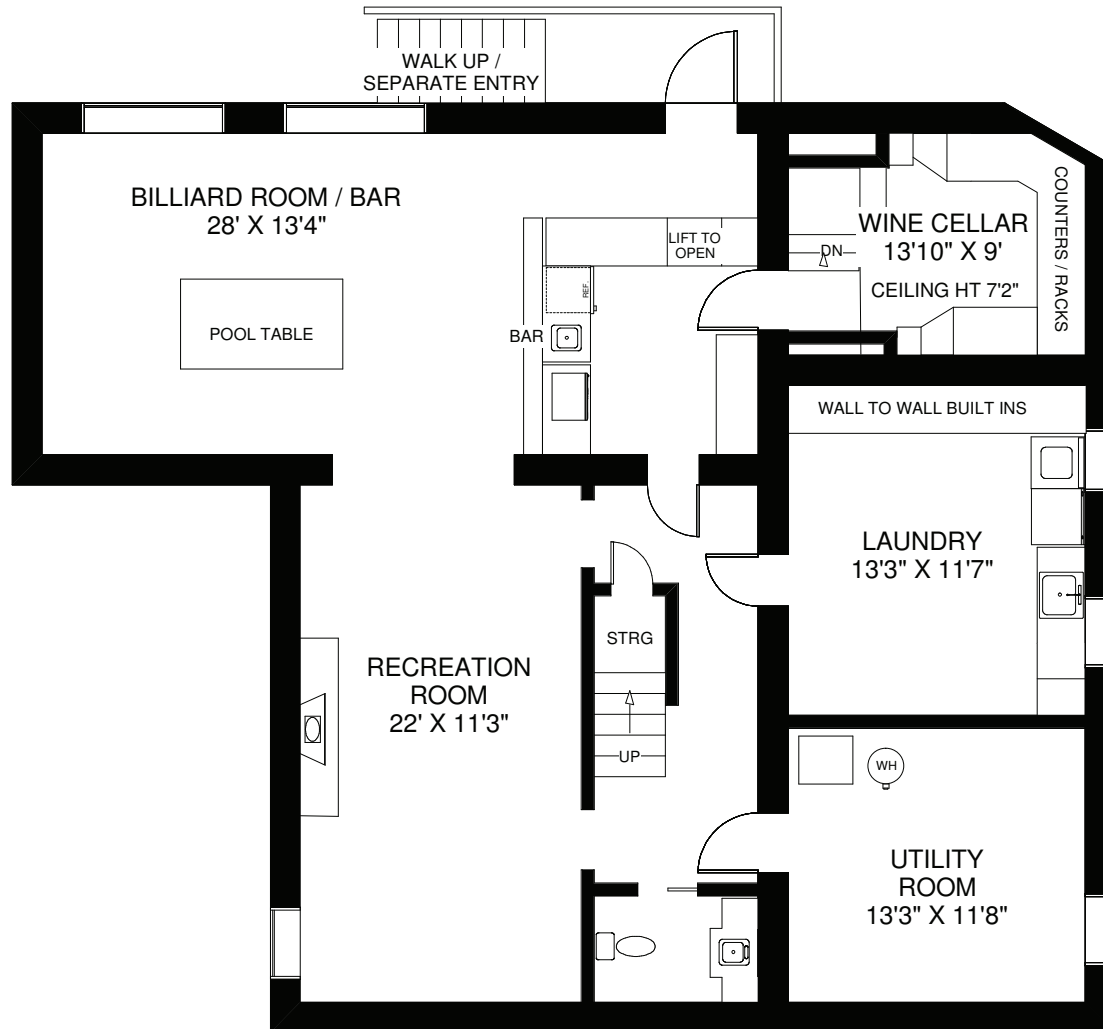 WALK UP /
SEPARATE ENTRY
BILLIARD ROOM / BAR
28' X 13'4"
LIFT TO
OPEN
WINE CELLAR
13'10" X 9'
DN
CEILING HT 7'2"
COUNTERS / RACKS
REF
POOL TABLE
BAR
WALL TO WALL BUILT INS
LAUNDRY
13'3" X 11'7"
STRG
RECREATION
ROOM
22' X 11'3"
UP
WH
UTILITY
ROOM
13'3" X 11'8"